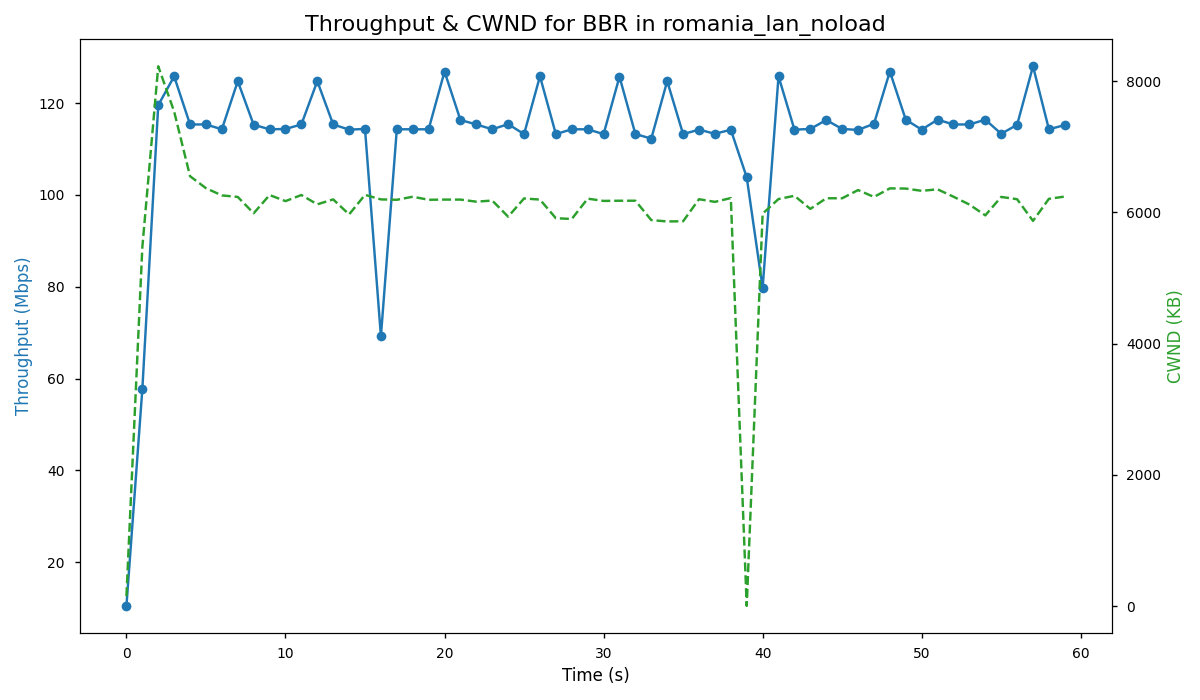 Throughput & CWND for BBR in romania_lan_noload
120
100
80
60
40
20
Throughput (Mbps)
8000
6000
4000
2000
0
CWND (KB)
0 10 20 30 40 50 60
Time (s)